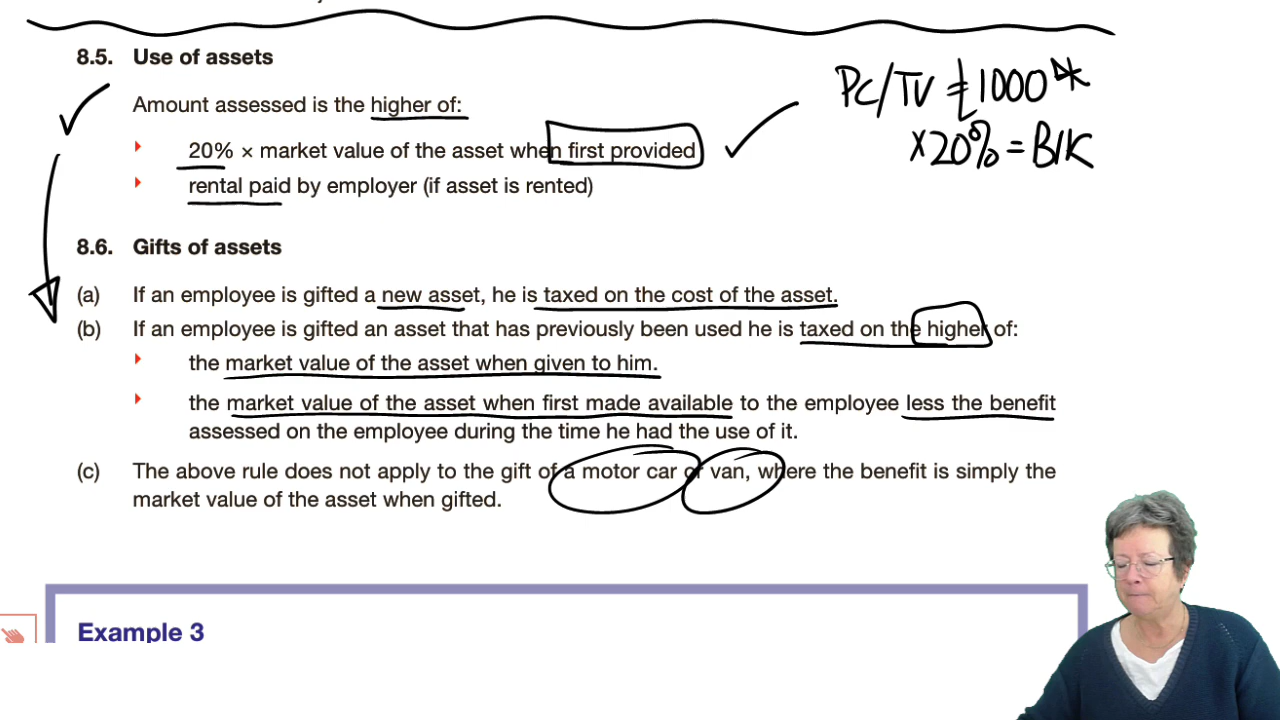 8.5. Use of assets
PC/TV £1000 *
Amount assessed is the higher of:
20% × market value of the asset when first provided
×20% = BIK
rental paid by employer (if asset is rented)
8.6. Gifts of assets
(a) If an employee is gifted a new asset, he is taxed on the cost of the asset.
(b) If an employee is gifted an asset that has previously been used he is taxed on the higher of:
the market value of the asset when given to him.
the market value of the asset when first made available to the employee less the benefit
assessed on the employee during the time he had the use of it.
(c) The above rule does not apply to the gift of a motor car or van, where the benefit is simply the
market value of the asset when gifted.
Example 3